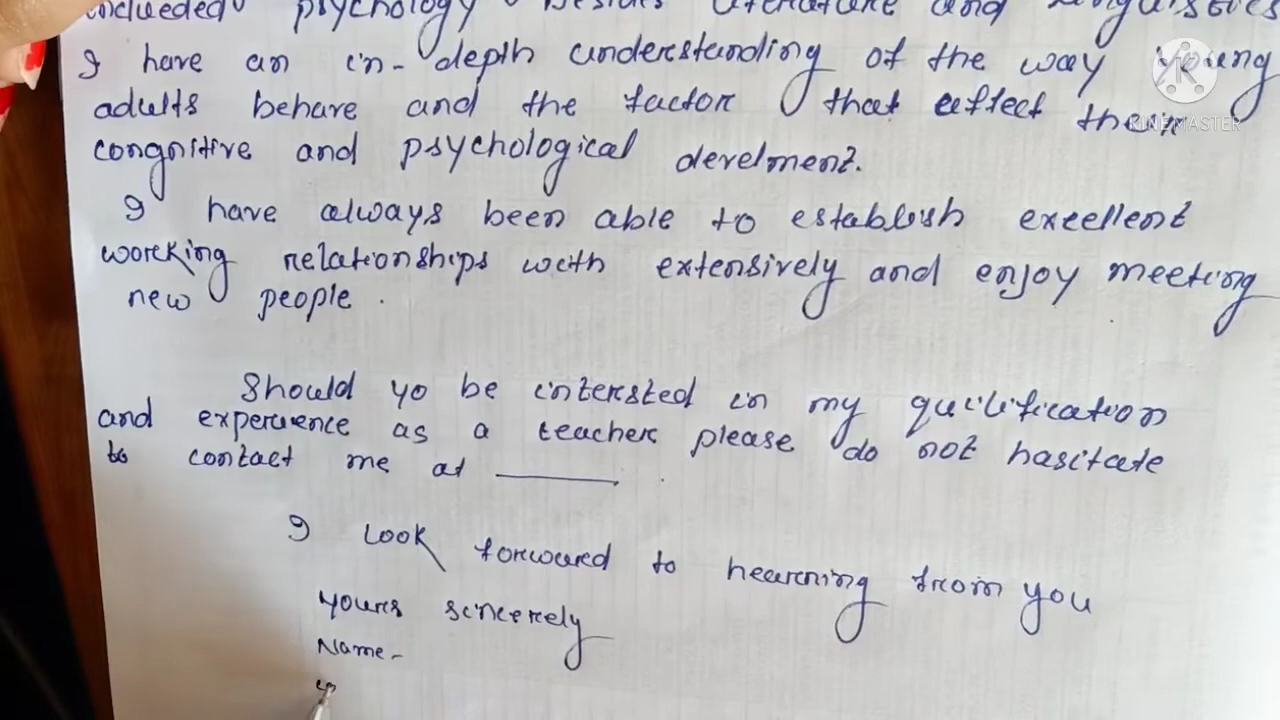 included psychology. Besides literature and linguistics
I have an in-depth understanding of the way young
adults behave and the factor that effect their
congnitive and psychological develment.
I have always been able to establish excellent
working relationships with extensively and enjoy meeting
new people.
Should yo be interested in my qulification
and experience as a teacher please do not hasitate
to contact me at ________.
I Look forward to hearning from you
yours sincerely
Name-
K
KINEMASTER